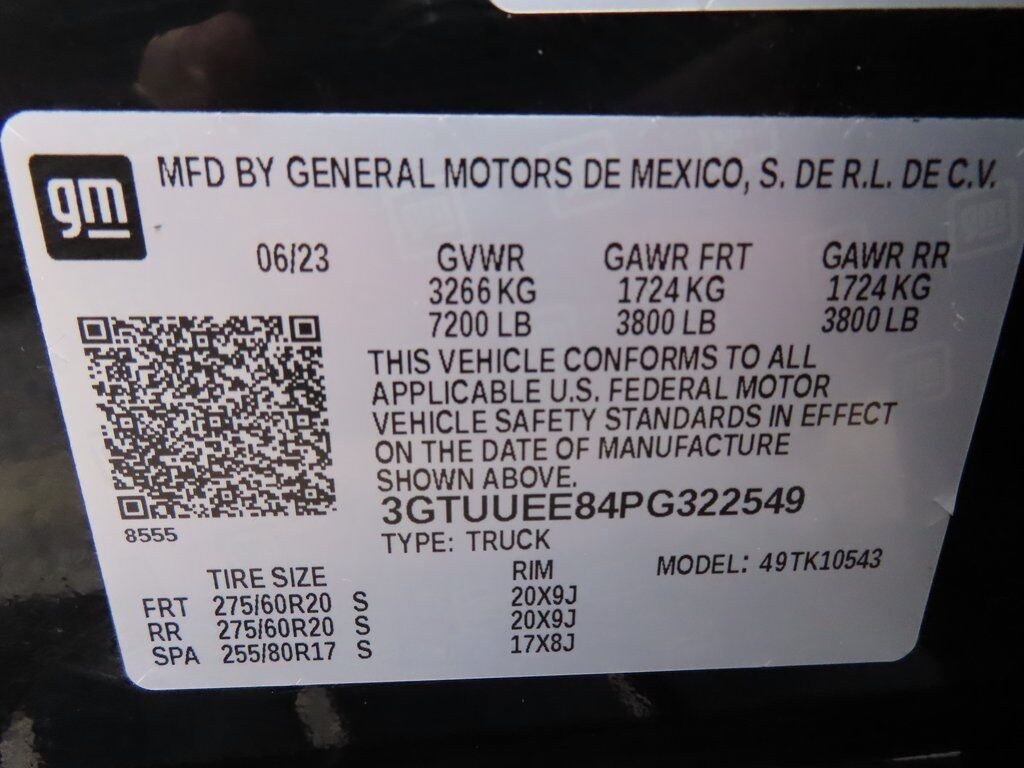 gm
MFD BY GENERAL MOTORS DE MEXICO, S. DE R.L. DE C.V.
06/23 GVWR GAWR FRT GAWR RR
3266 KG 1724 KG 1724 KG
7200 LB 3800 LB 3800 LB
THIS VEHICLE CONFORMS TO ALL
APPLICABLE U.S. FEDERAL MOTOR
VEHICLE SAFETY STANDARDS IN EFFECT
ON THE DATE OF MANUFACTURE
SHOWN ABOVE.
3GTUUEE84PG322549
8555
TYPE: TRUCK
MODEL: 49TK10543
TIRE SIZE RIM
FRT 275/60R20 S 20X9J
RR 275/60R20 S 20X9J
SPA 255/80R17 S 17X8J